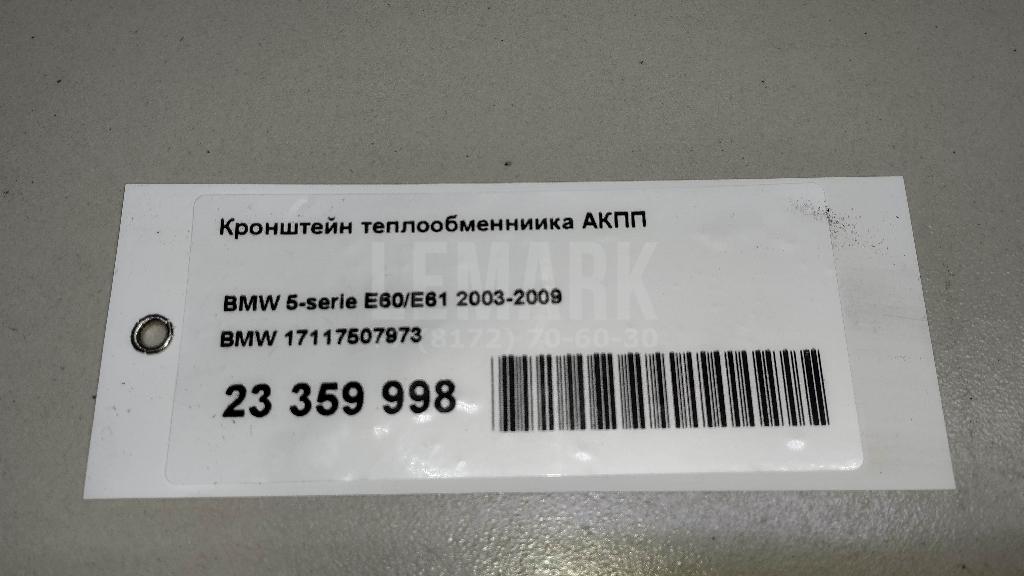 Кронштейн теплообменниика АКПП
LEMARK
BMW 5-serie E60/E61 2003-2009
BMW 17117507973
(8172) 70-60-30
23 359 998